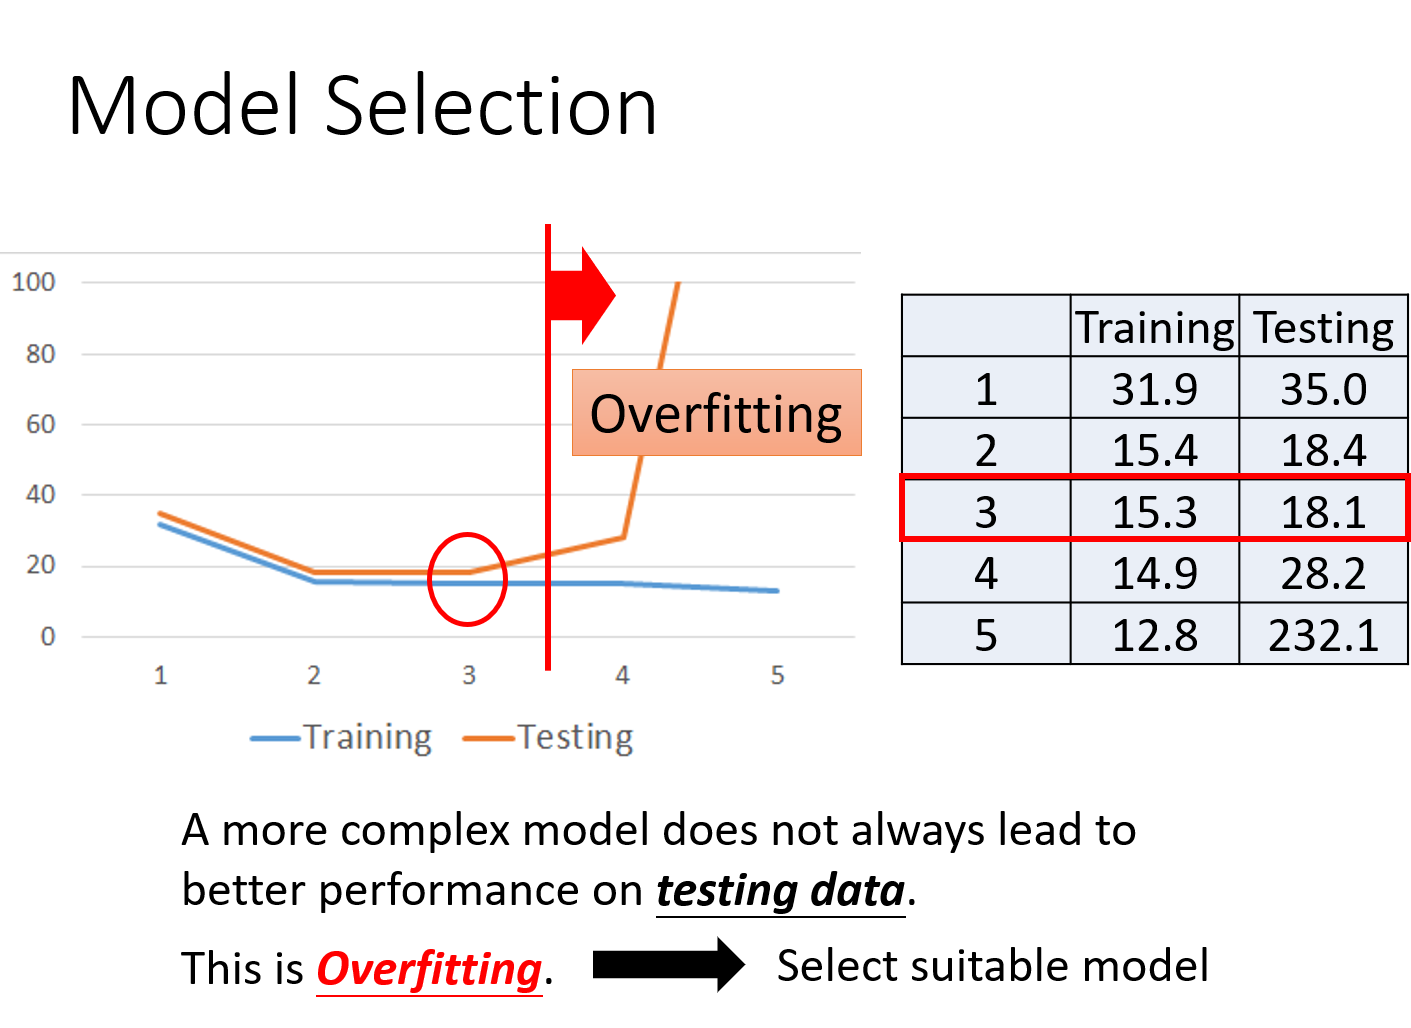 Model Selection
100
80
60
40
20
0
1 2 3 4 5
Training Testing
Overfitting
Training Testing
1 31.9 35.0
2 15.4 18.4
3 15.3 18.1
4 14.9 28.2
5 12.8 232.1
A more complex model does not always lead to
better performance on testing data.
This is Overfitting. Select suitable model